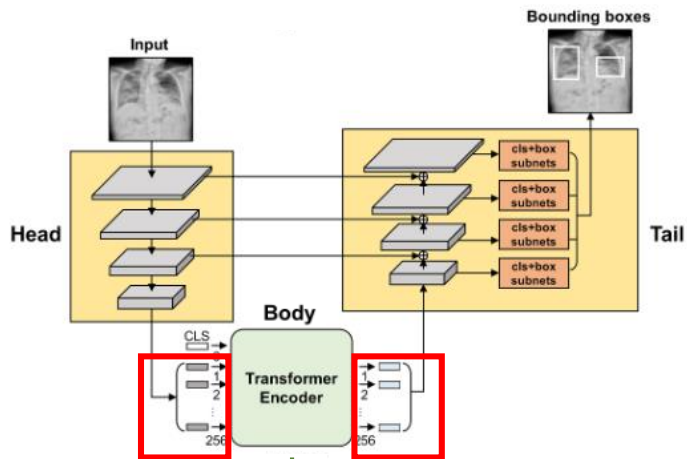 Bounding boxes
Input
cls+box
subnets
cls+box
subnets
cls+box
subnets
cls+box
subnets
Head
Tail
Body
CLS
1
2
256
Transformer
Encoder
1
2
256